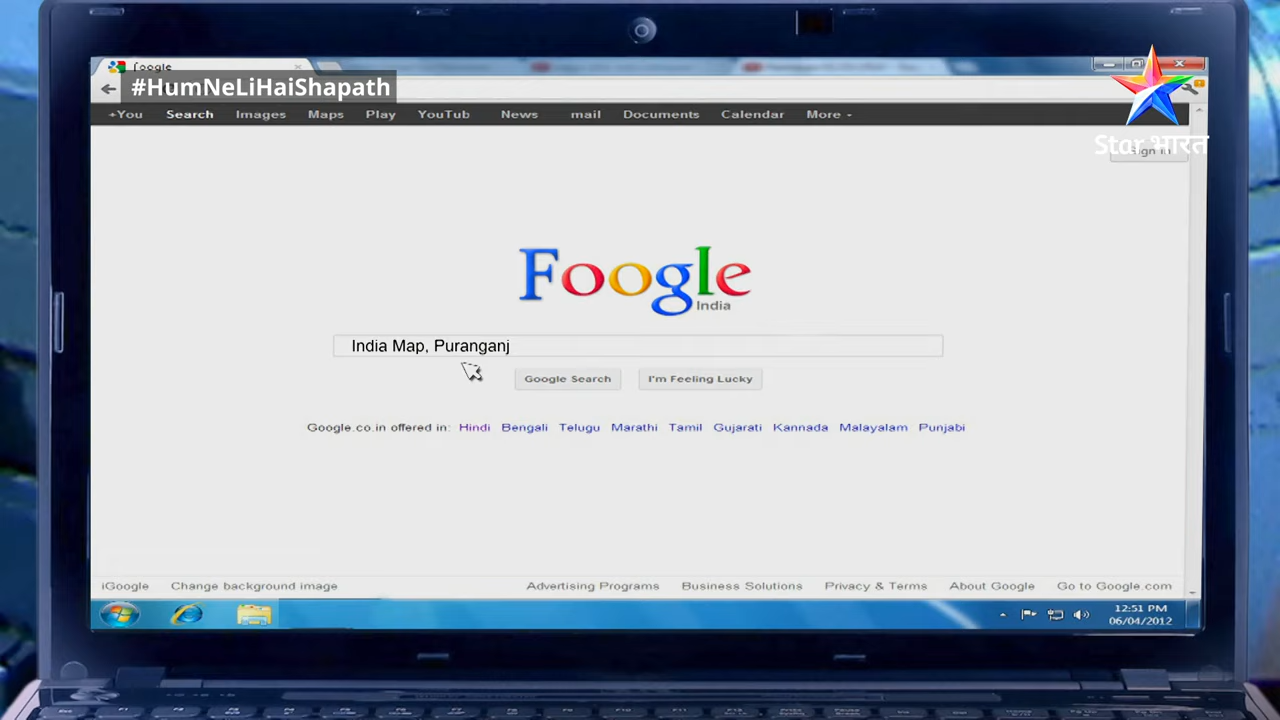 Foogle
#HumNeLiHaiShapath
+You Search Images Maps Play YouTube News mail Documents Calendar More
Star भारत
Sign in
Foogle
India
India Map, Puranganj
Google Search I'm Feeling Lucky
Google.co.in offered in: Hindi Bengali Telugu Marathi Tamil Gujarati Kannada Malayalam Punjabi
iGoogle Change background image Advertising Programs Business Solutions Privacy & Terms About Google Go to Google.com
12:51 PM
06/04/2012